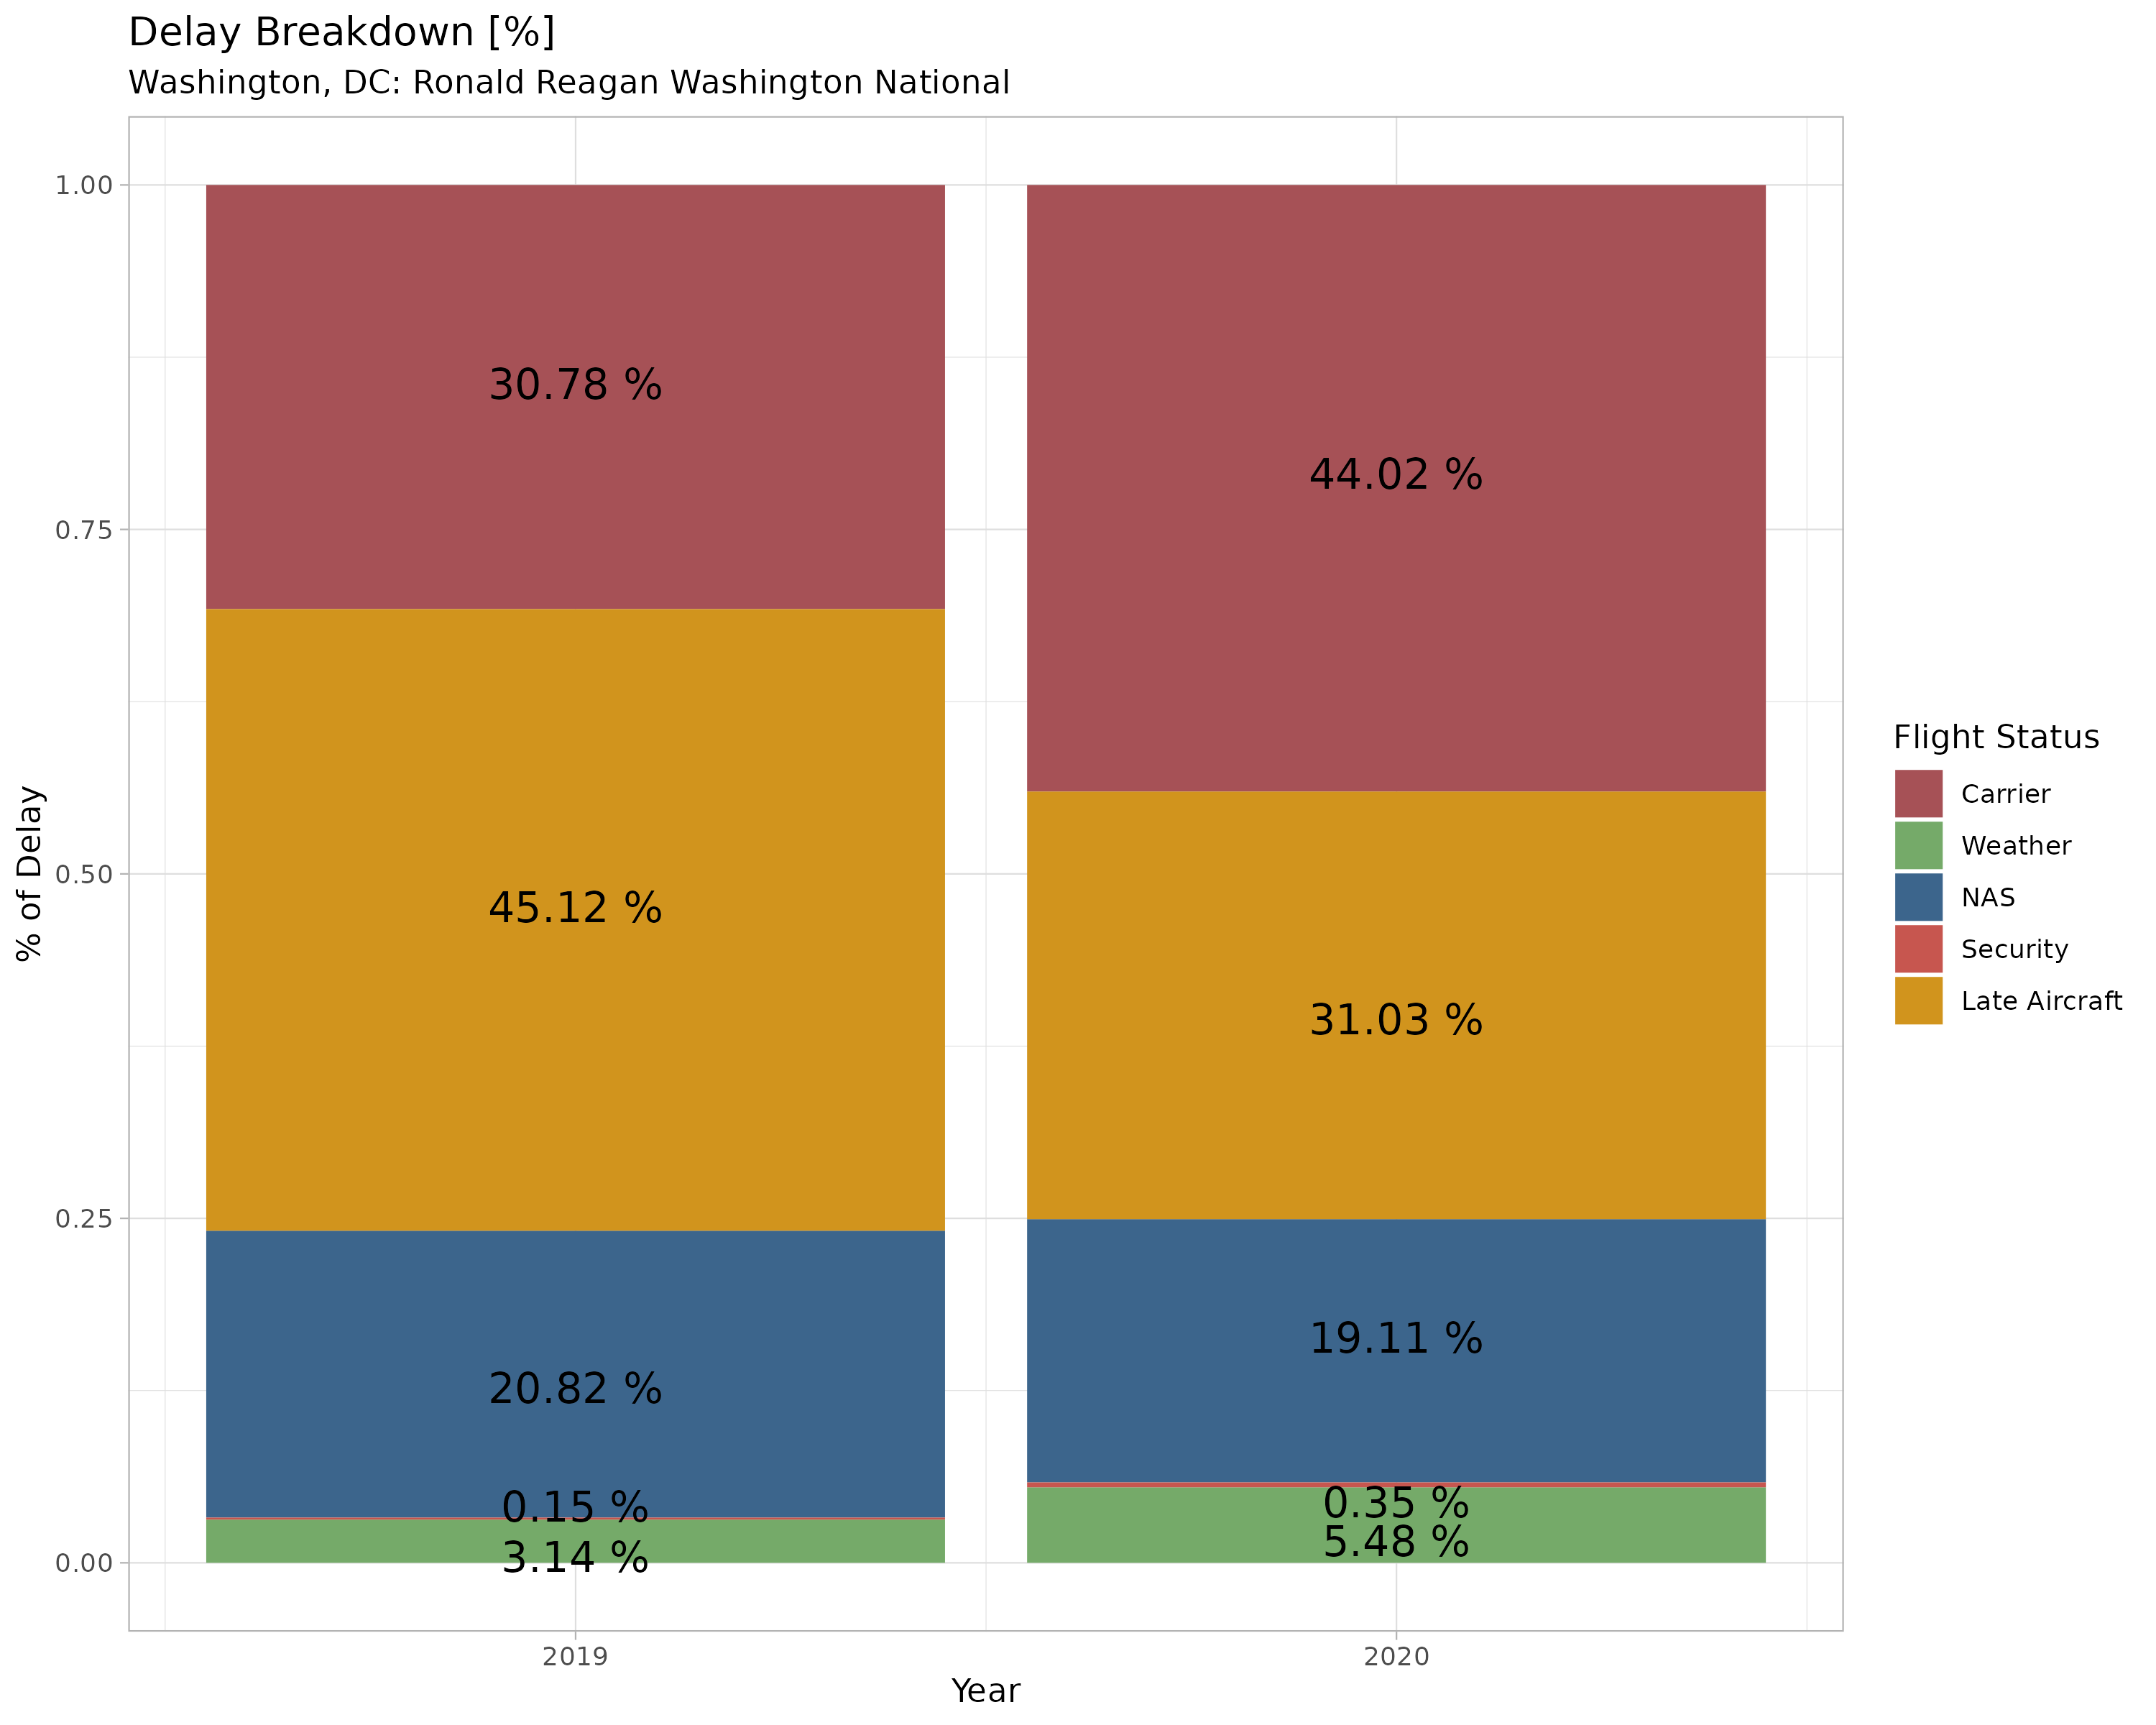 Delay Breakdown [%]
Washington, DC: Ronald Reagan Washington National
% of Delay
1.00
0.75
0.50
0.25
0.00
30.78 %
45.12 %
20.82 %
0.15 %
3.14 %
44.02 %
31.03 %
19.11 %
0.35 %
5.48 %
2019
2020
Year
Flight Status
Carrier
Weather
NAS
Security
Late Aircraft